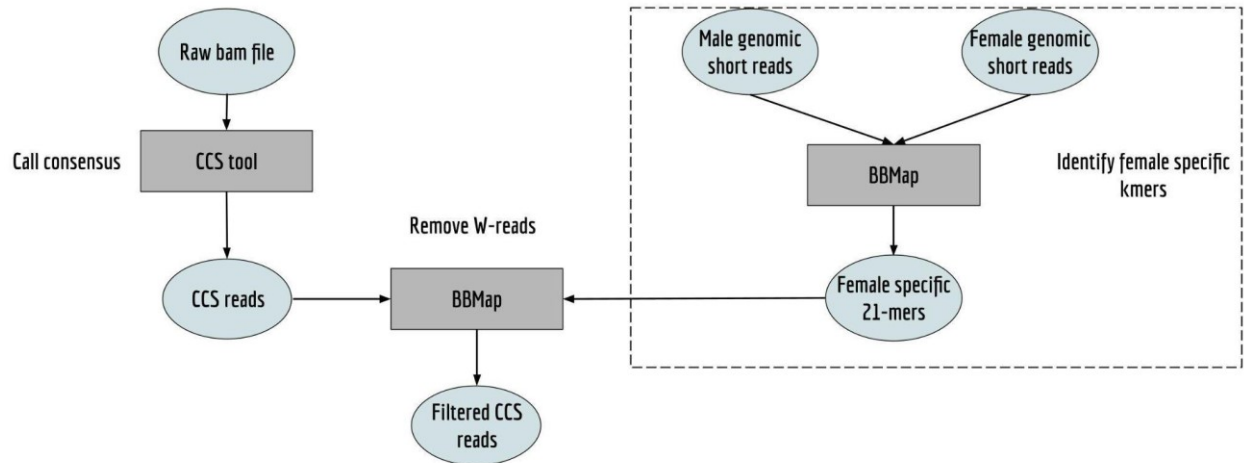 Raw bam file
Male genomic
short reads
Female genomic
short reads
Call consensus
CCS tool
BBMap
Identify female specific
kmers
Remove W-reads
CCS reads
BBMap
Female specific
21-mers
Filtered CCS
reads